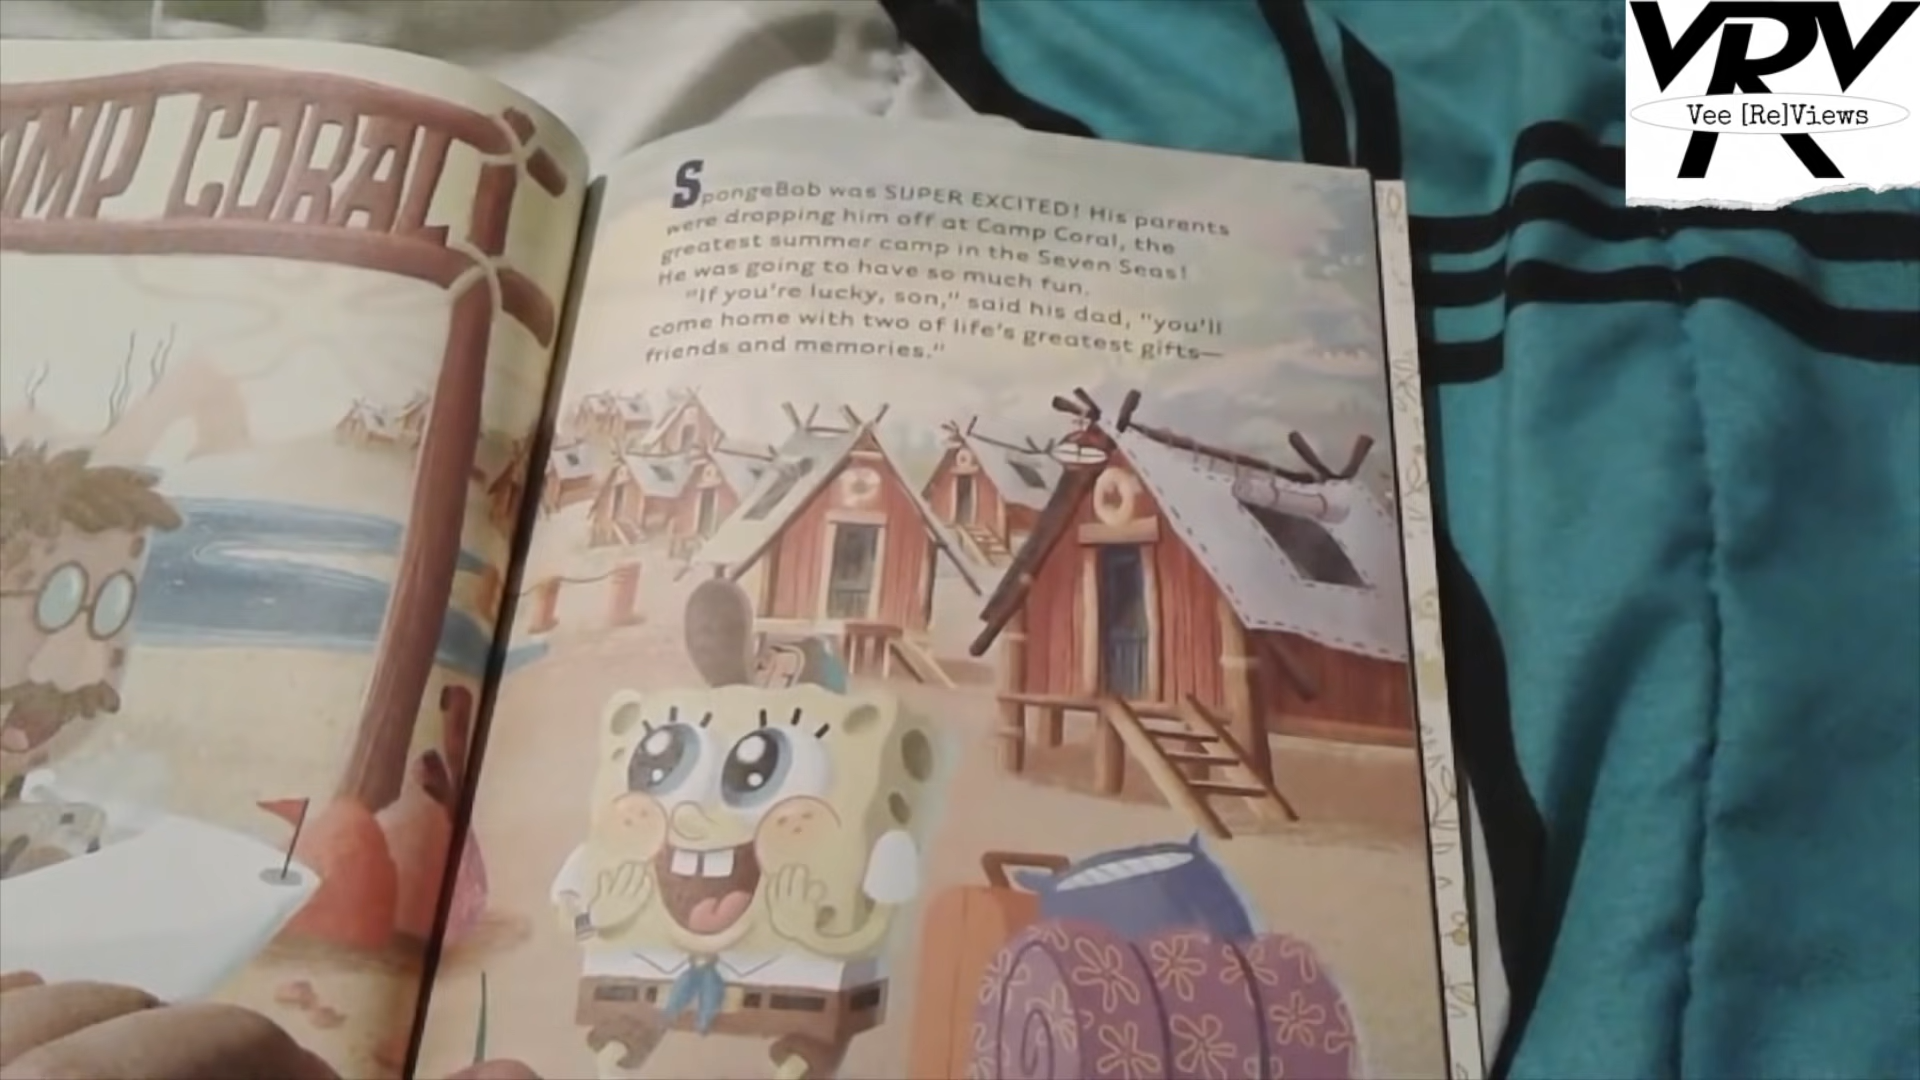 AMP CORAL
SpongeBob was SUPER EXCITED! His parents
were dropping him off at Camp Coral, the
greatest summer camp in the Seven Seas!
He was going to have so much fun.
"If you're lucky, son," said his dad, "you'll
come home with two of life's greatest gifts—
friends and memories."
VRV
Vee [Re]Views